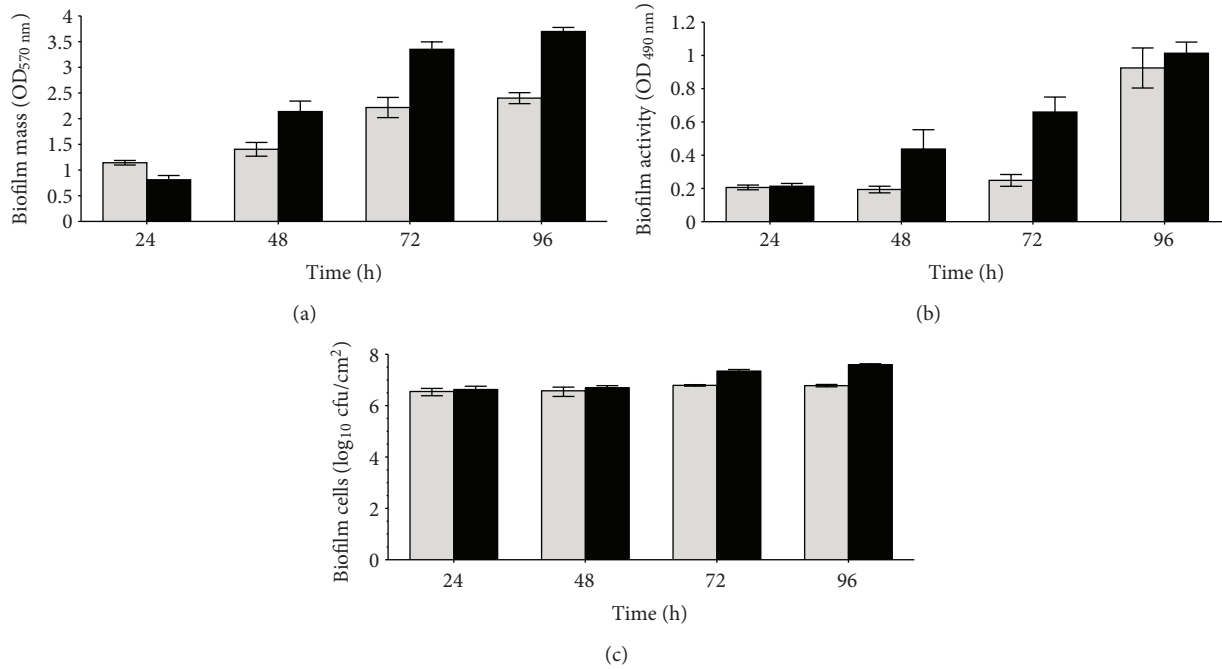 Biofilm mass (OD570 nm)
4
3.5
3
2.5
2
1.5
1
0.5
0
24 48 72 96
Time (h)
(a)
Biofilm activity (OD490 nm)
1.2
1
0.8
0.6
0.4
0.2
0
24 48 72 96
Time (h)
(b)
Biofilm cells (log10 cfu/cm²)
8
6
4
2
0
24 48 72 96
Time (h)
(c)